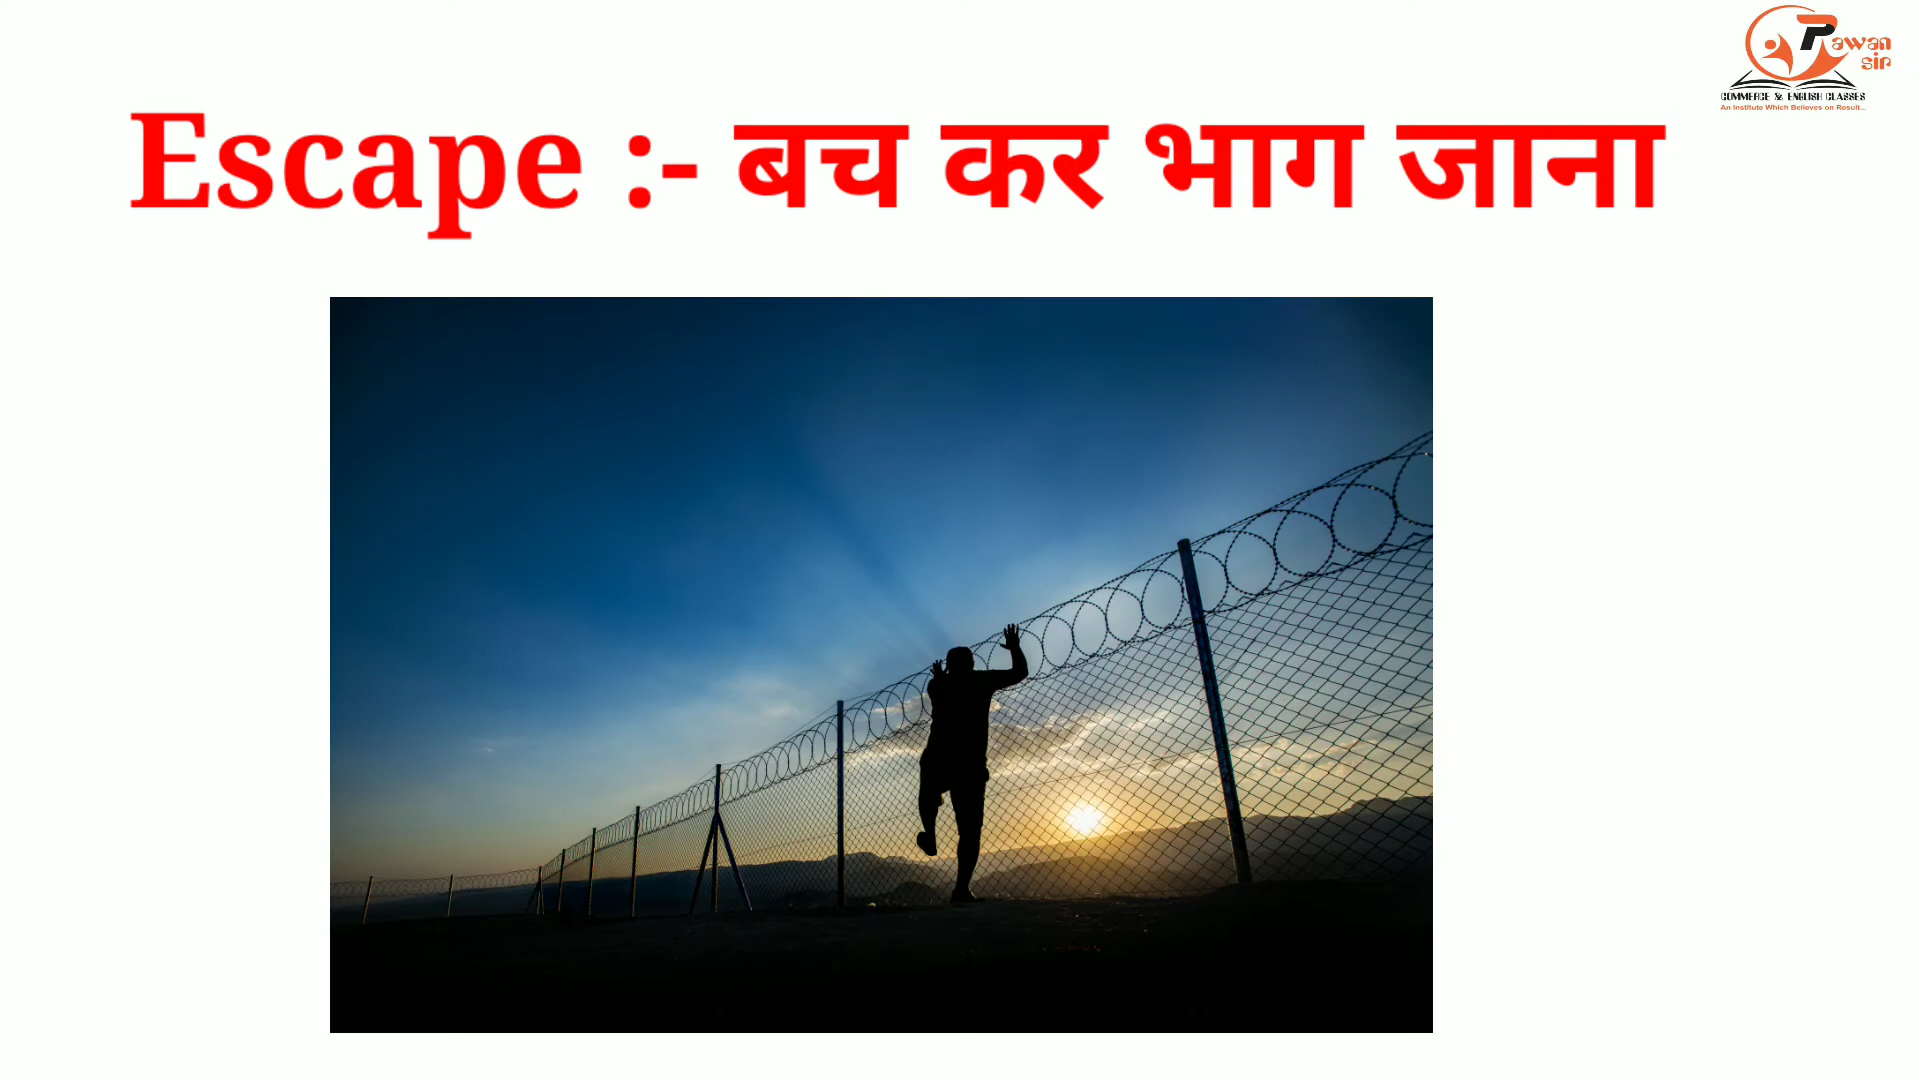 Pawan
sir
COMMERCE & ENGLISH CLASSES
An Institute Which Believes on Result...
Escape :- बच कर भाग जाना